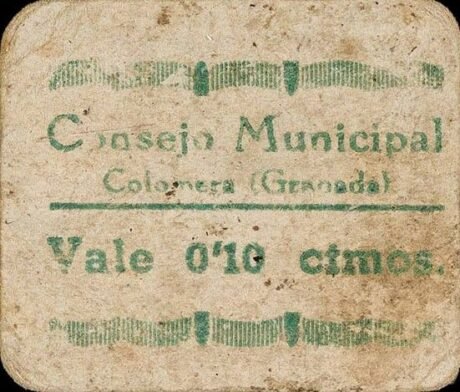 Consejo Municipal
Colomera (Granada)
Vale 0'10 ctmos.